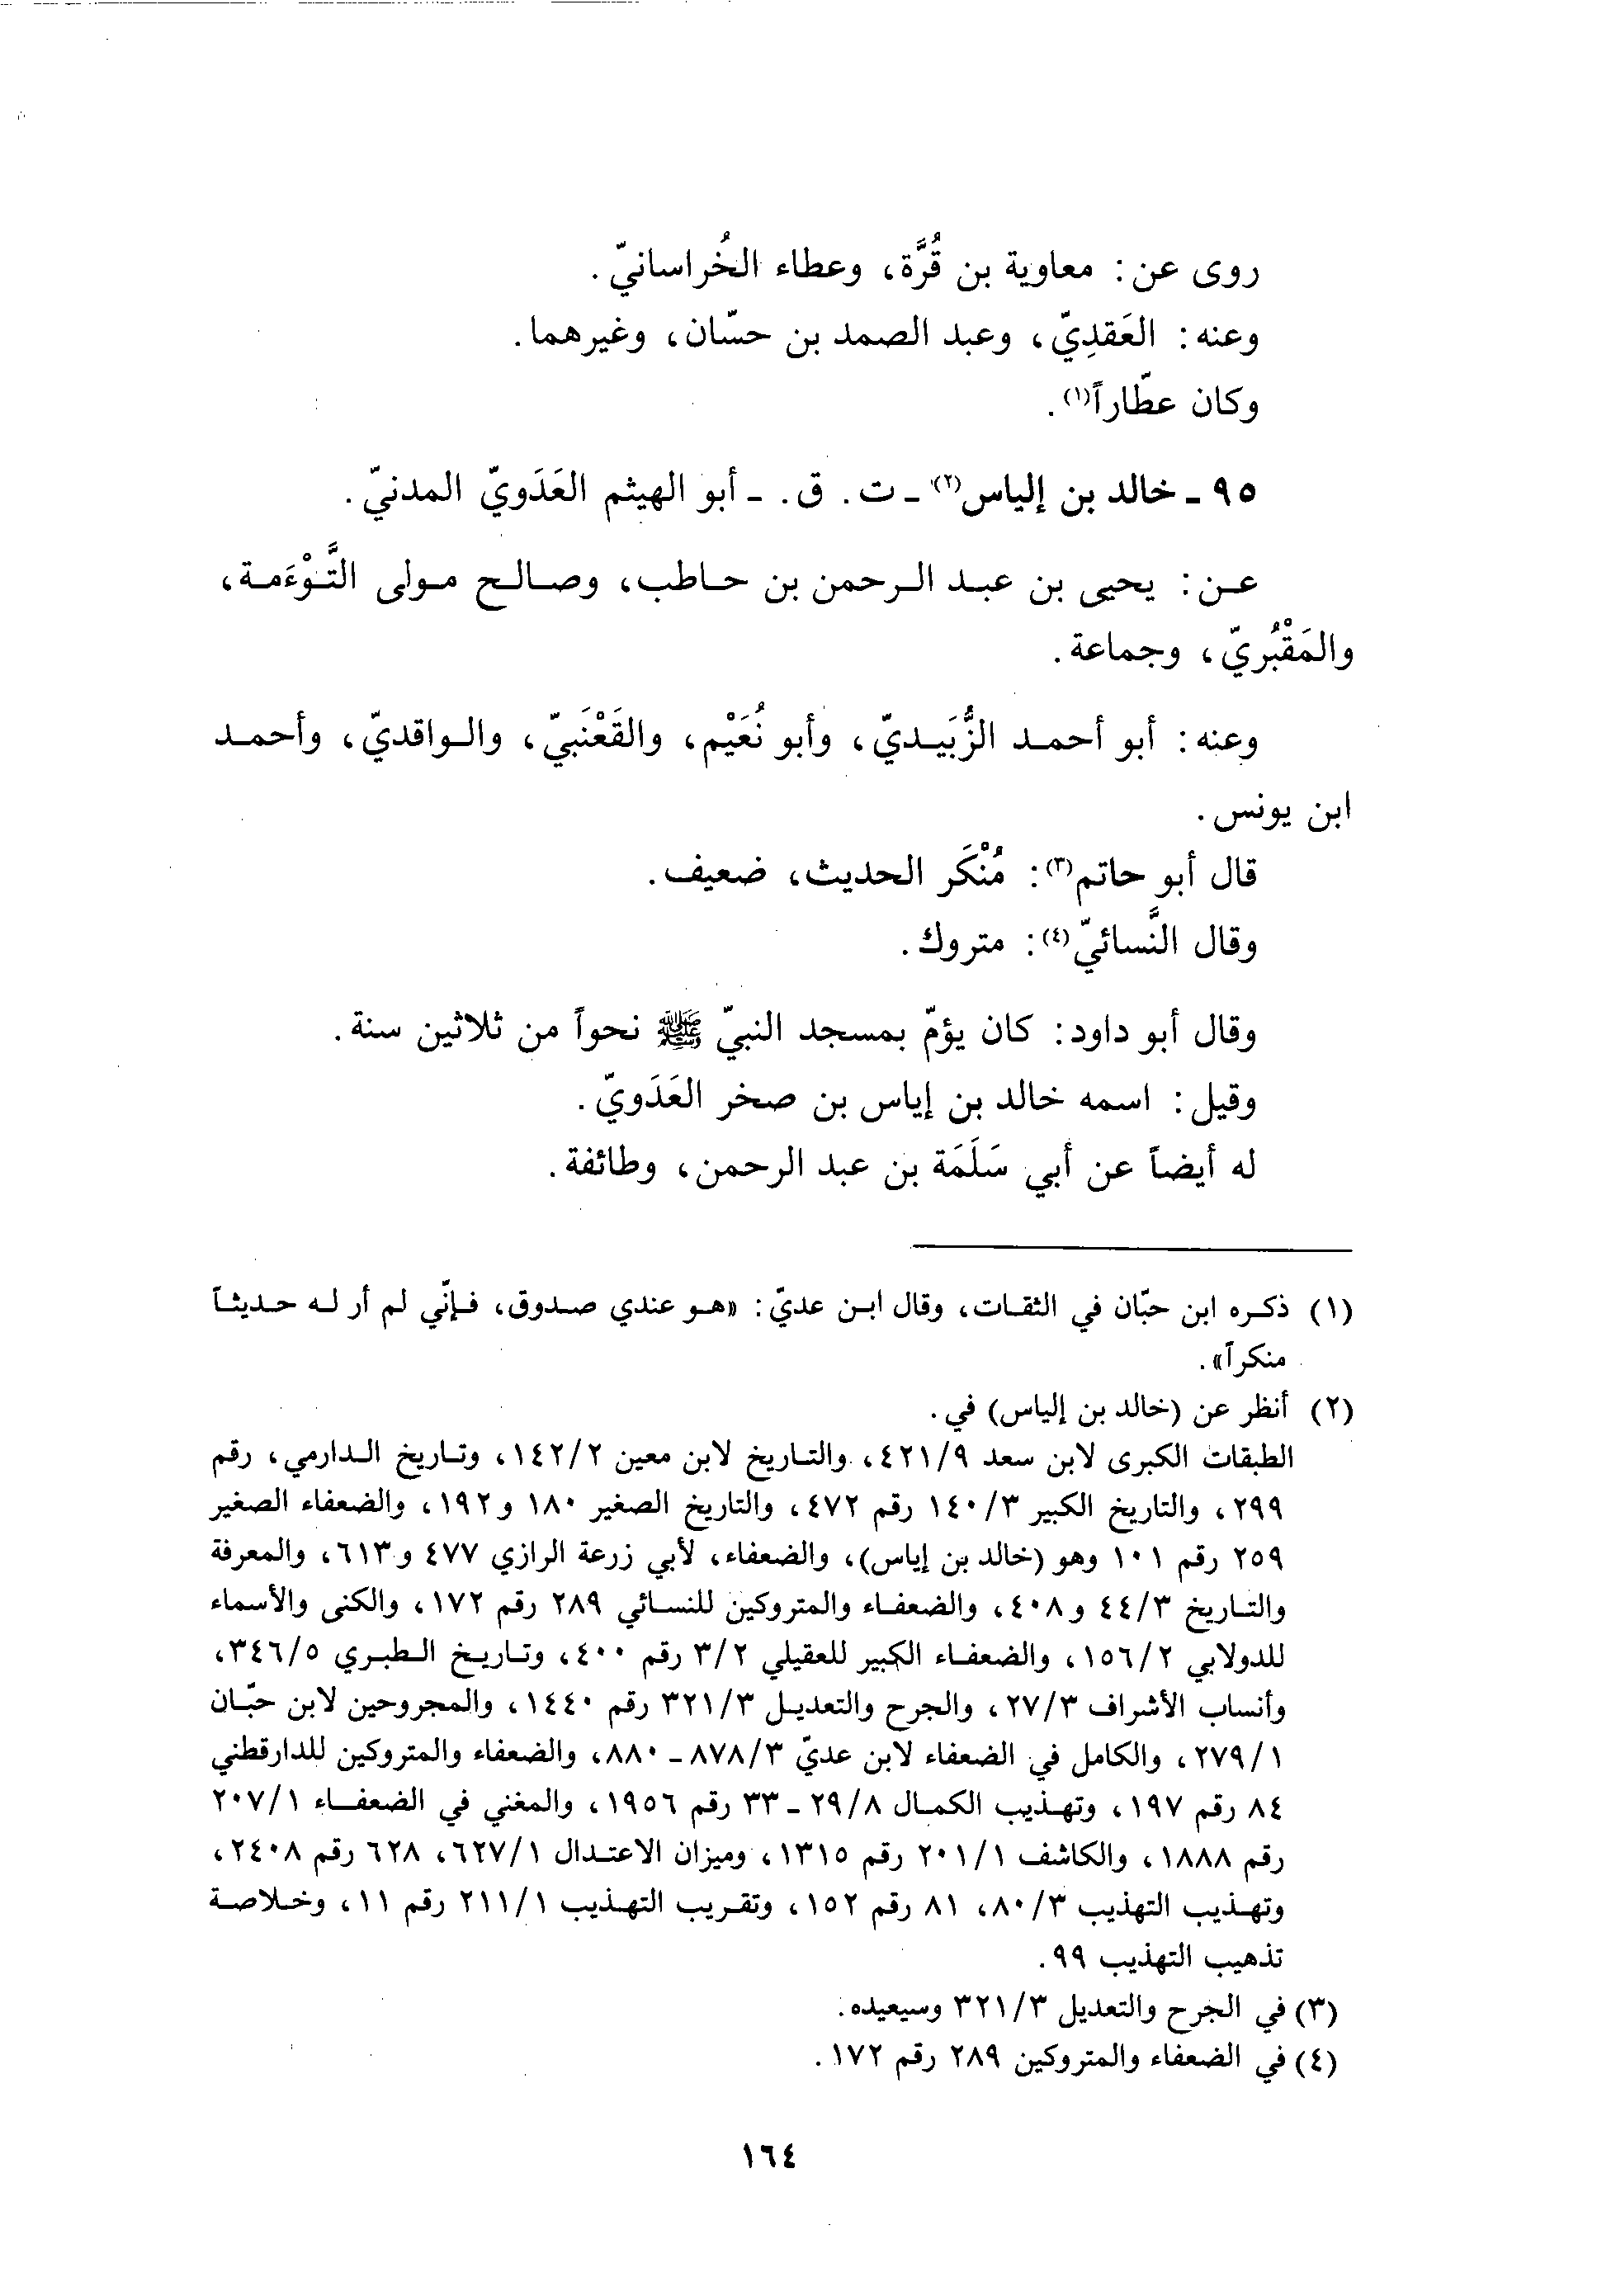 روى عن: معاوية بن قُرَّة، وعطاء الخُراسانيّ.
وعنه: العَقدِيّ، وعبد الصمد بن حسّان، وغيرهما.
وكان عطّاراً(١).
٩٥ ـ خالد بن إلياس(٢) ـ ت. ق. ـ أبو الهيثم العَدَويّ المدنيّ.
عن: يحيى بن عبد الرحمن بن حاطب، وصالح مولى التَّوْءَمة،
والمَقْبُريّ، وجماعة.
وعنه: أبو أحمد الزُّبَيديّ، وأبو نُعَيْم، والقَعْنَبيّ، والواقديّ، وأحمد
ابن يونس.
قال أبو حاتم(٣): مُنْكَر الحديث، ضعيف.
وقال النَّسائيّ(٤): متروك.
وقال أبو داود: كان يؤمّ بمسجد النبيّ ﷺ نحواً من ثلاثين سنة.
وقيل: اسمه خالد بن إياس بن صخر العَدَويّ.
له أيضاً عن أبي سَلَمَة بن عبد الرحمن، وطائفة.
(١) ذكره ابن حبّان في الثقات، وقال ابن عديّ: «هو عندي صدوق، فإنّي لم أر له حديثاً
منكراً».
(٢) أنظر عن (خالد بن إلياس) في.
الطبقات الكبرى لابن سعد ٤٢١/٩، والتاريخ لابن معين ١٤٢/٢، وتاريخ الدارمي، رقم
٢٩٩، والتاريخ الكبير ١٤٠/٣ رقم ٤٧٢، والتاريخ الصغير ١٨٠ و١٩٢، والضعفاء الصغير
٢٥٩ رقم ١٠١ وهو (خالد بن إياس)، والضعفاء، لأبي زرعة الرازي ٤٧٧ و٦١٣، والمعرفة
والتاريخ ٤٤/٣ و٤٠٨، والضعفاء والمتروكين للنسائي ٢٨٩ رقم ١٧٢، والكنى والأسماء
للدولابي ١٥٦/٢، والضعفاء الكبير للعقيلي ٣/٢ رقم ٤٠٠، وتاريخ الطبري ٣٤٦/٥،
وأنساب الأشراف ٢٧/٣، والجرح والتعديل ٣٢١/٣ رقم ١٤٤٠، والمجروحين لابن حبّان
٢٧٩/١، والكامل في الضعفاء لابن عديّ ٨٧٨/٣ ـ ٨٨٠، والضعفاء والمتروكين للدارقطني
٨٤ رقم ١٩٧، وتهذيب الكمال ٢٩/٨ ـ ٣٣ رقم ١٩٥٦، والمغني في الضعفاء ٢٠٧/١
رقم ١٨٨٨، والكاشف ٢٠١/١ رقم ١٣١٥، وميزان الاعتدال ٦٢٧/١، ٦٢٨ رقم ٢٤٠٨،
وتهذيب التهذيب ٨٠/٣، ٨١ رقم ١٥٢، وتقريب التهذيب ٢١١/١ رقم ١١، وخلاصة
تذهيب التهذيب ٩٩.
(٣) في الجرح والتعديل ٣٢١/٣ وسيعيده.
(٤) في الضعفاء والمتروكين ٢٨٩ رقم ١٧٢.
١٦٤